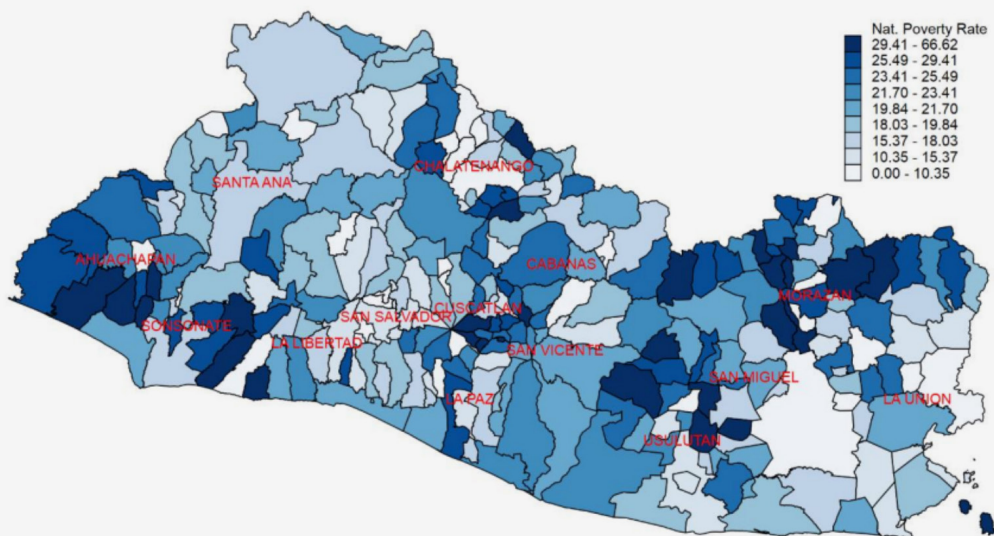 Nat. Poverty Rate
29.41 - 66.62
25.49 - 29.41
23.41 - 25.49
21.70 - 23.41
19.84 - 21.70
18.03 - 19.84
15.37 - 18.03
10.35 - 15.37
0.00 - 10.35
CHALATENANGO
SANTA ANA
AHUACHAPAN
CABANAS
MORAZAN
CUSCATLAN
SAN SALVADOR
SONSONATE
LA LIBERTAD
SAN VICENTE
SAN MIGUEL
LA PAZ
LA UNION
USULUTAN